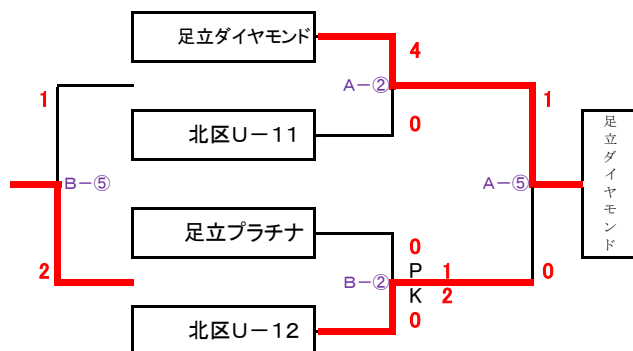 足立ダイヤモンド
4
A-②
1
1
0
北区U-11
足立ダイヤモンド
B-⑤
A-⑤
足立プラチナ
0
P 1
B-②
2
0
K 2
0
北区U-12